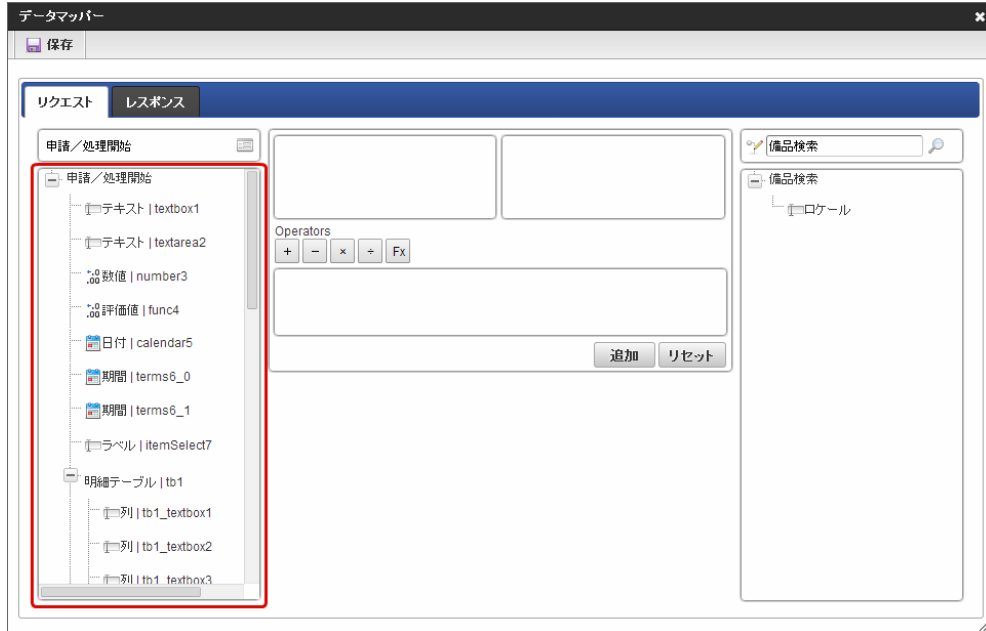 データマッパー
保存
リクエスト
レスポンス
申請／処理開始
申請／処理開始
テキスト | textbox1
テキスト | textarea2
数値 | number3
評価値 | func4
日付 | calendar5
期間 | terms6_0
期間 | terms6_1
ラベル | itemSelect7
明細テーブル | tb1
列 | tb1_textbox1
列 | tb1_textbox2
列 | tb1_textbox3
Operators
+ − × ÷ Fx
追加 リセット
備品検索
備品検索
ロケール